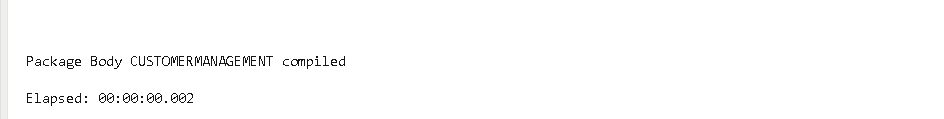 Package Body CUSTOMERMANAGEMENT compiled
Elapsed: 00:00:00.002